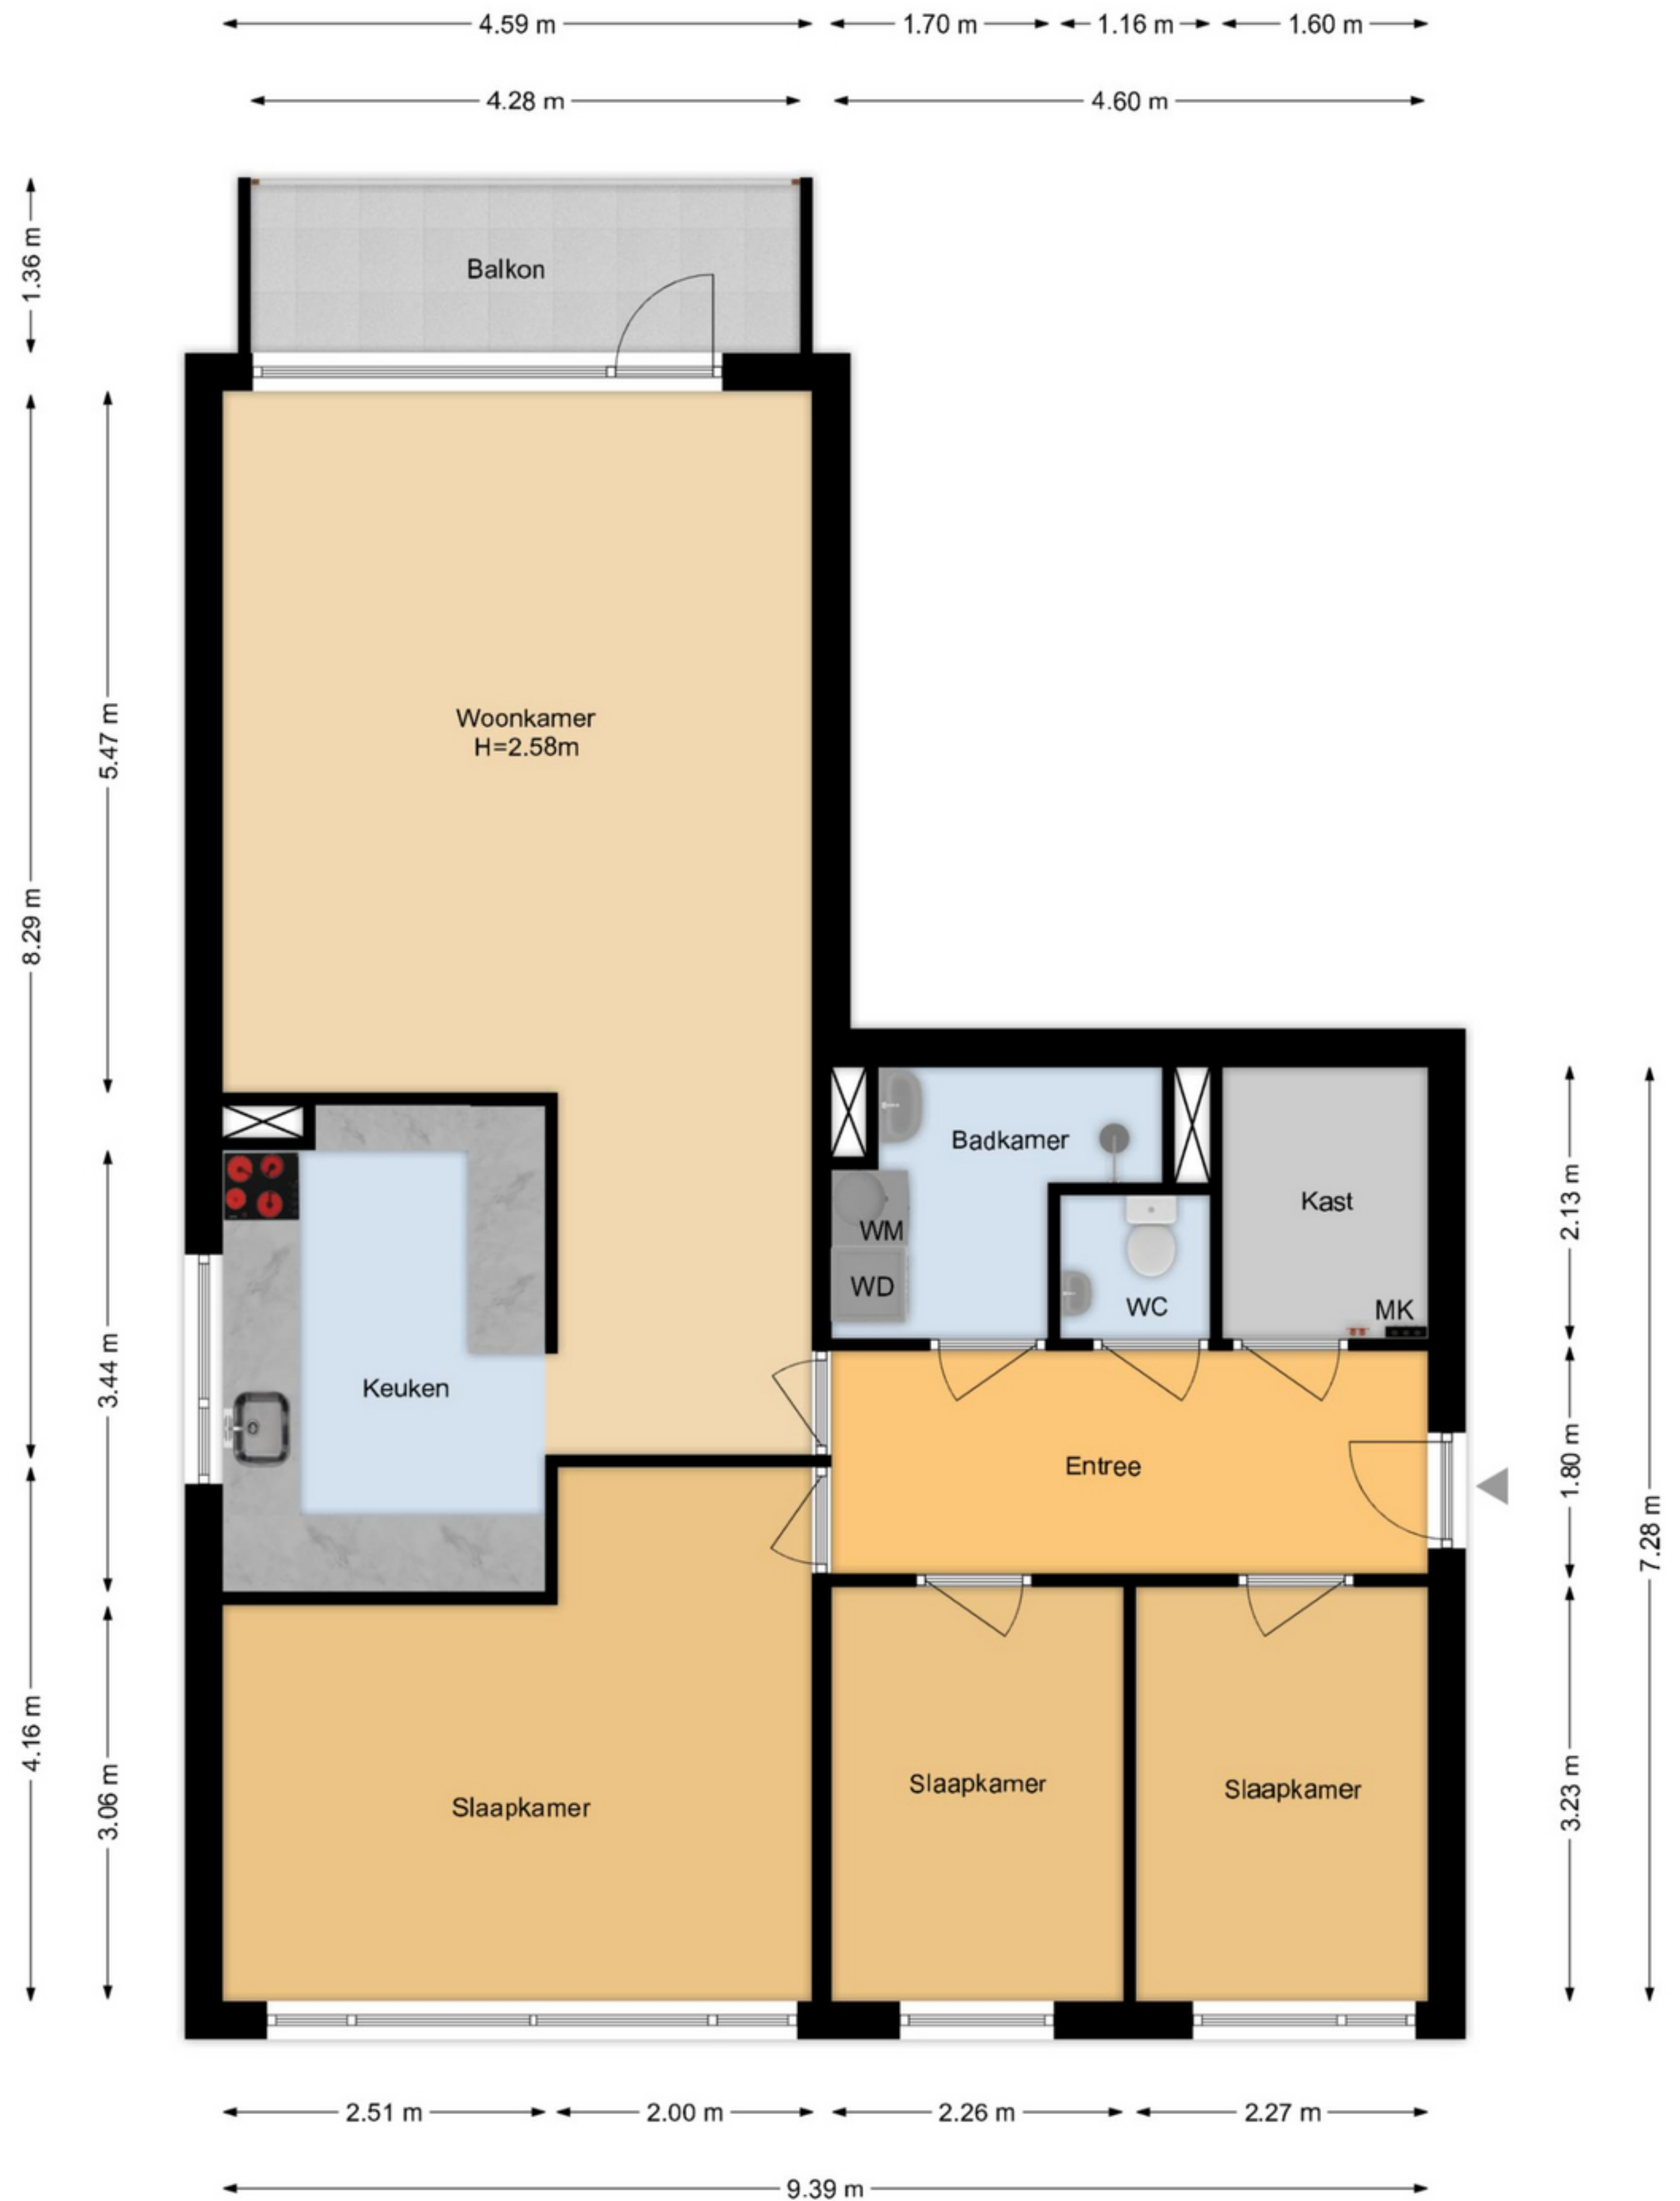 4.59 m
1.70 m
1.16 m
1.60 m
4.28 m
4.60 m
1.36 m
Balkon
8.29 m
5.47 m
Woonkamer
H=2.58m
Badkamer
Kast
2.13 m
WM
WD
WC
MK
3.44 m
Keuken
Entree
1.80 m
7.28 m
4.16 m
3.06 m
Slaapkamer
Slaapkamer
Slaapkamer
3.23 m
2.51 m
2.00 m
2.26 m
2.27 m
9.39 m